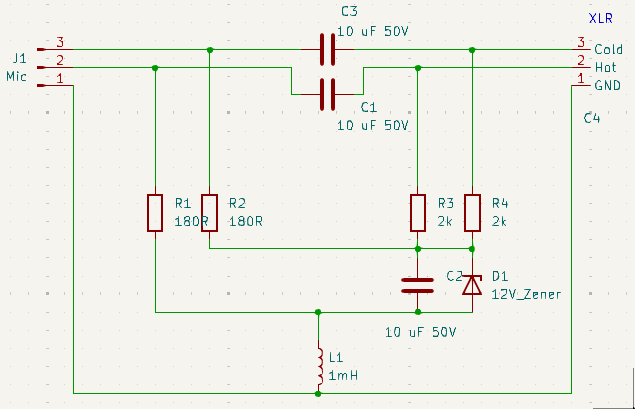 C3
XLR
10 uF 50V
3
3
Cold
J1
2
2
Hot
Mic
1
1
GND
C1
10 uF 50V
C4
R1
180R
R2
180R
R3
2k
R4
2k
C2
D1
12V_Zener
10 uF 50V
L1
1mH